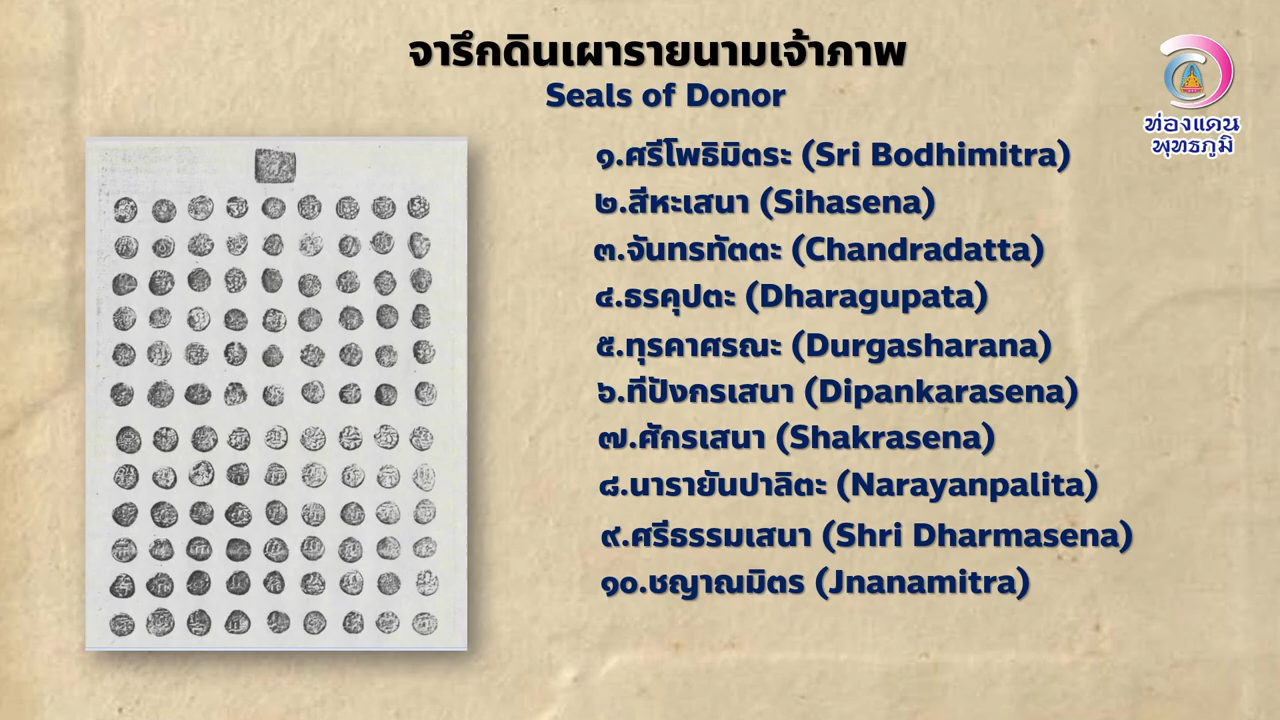 จารึกดินเผารายนามเจ้าภาพ
Seals of Donor
ท่องแดน
พุทธภูมิ
๑.ศรีโพธิมิตระ (Sri Bodhimitra)
๒.สีหะเสนา (Sihasena)
๓.จันทรทัตตะ (Chandradatta)
๔.ธรคุปตะ (Dharagupata)
๕.ทุรคาศรณะ (Durgasharana)
๖.ทีปังกรเสนา (Dipankarasena)
๗.ศักรเสนา (Shakrasena)
๘.นารายันปาลิตะ (Narayanpalita)
๙.ศรีธรรมเสนา (Shri Dharmasena)
๑๐.ชญาณมิตร (Jnanamitra)